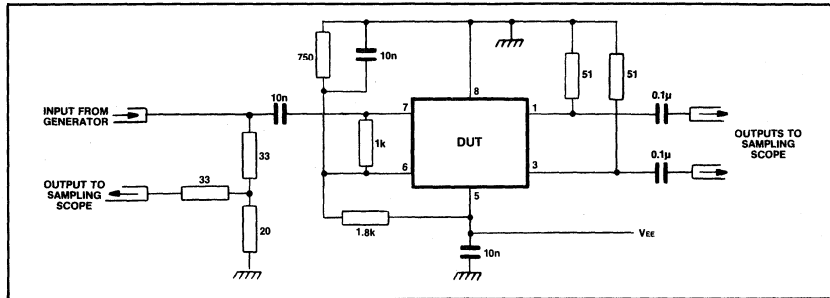 750
10n
8
51
51
10n
0.1µ
INPUT FROM
GENERATOR
7
1
1k
DUT
OUTPUTS TO
SAMPLING
SCOPE
33
0.1µ
OUTPUT TO
SAMPLING
SCOPE
33
6
3
5
20
1.8k
VEE
10n